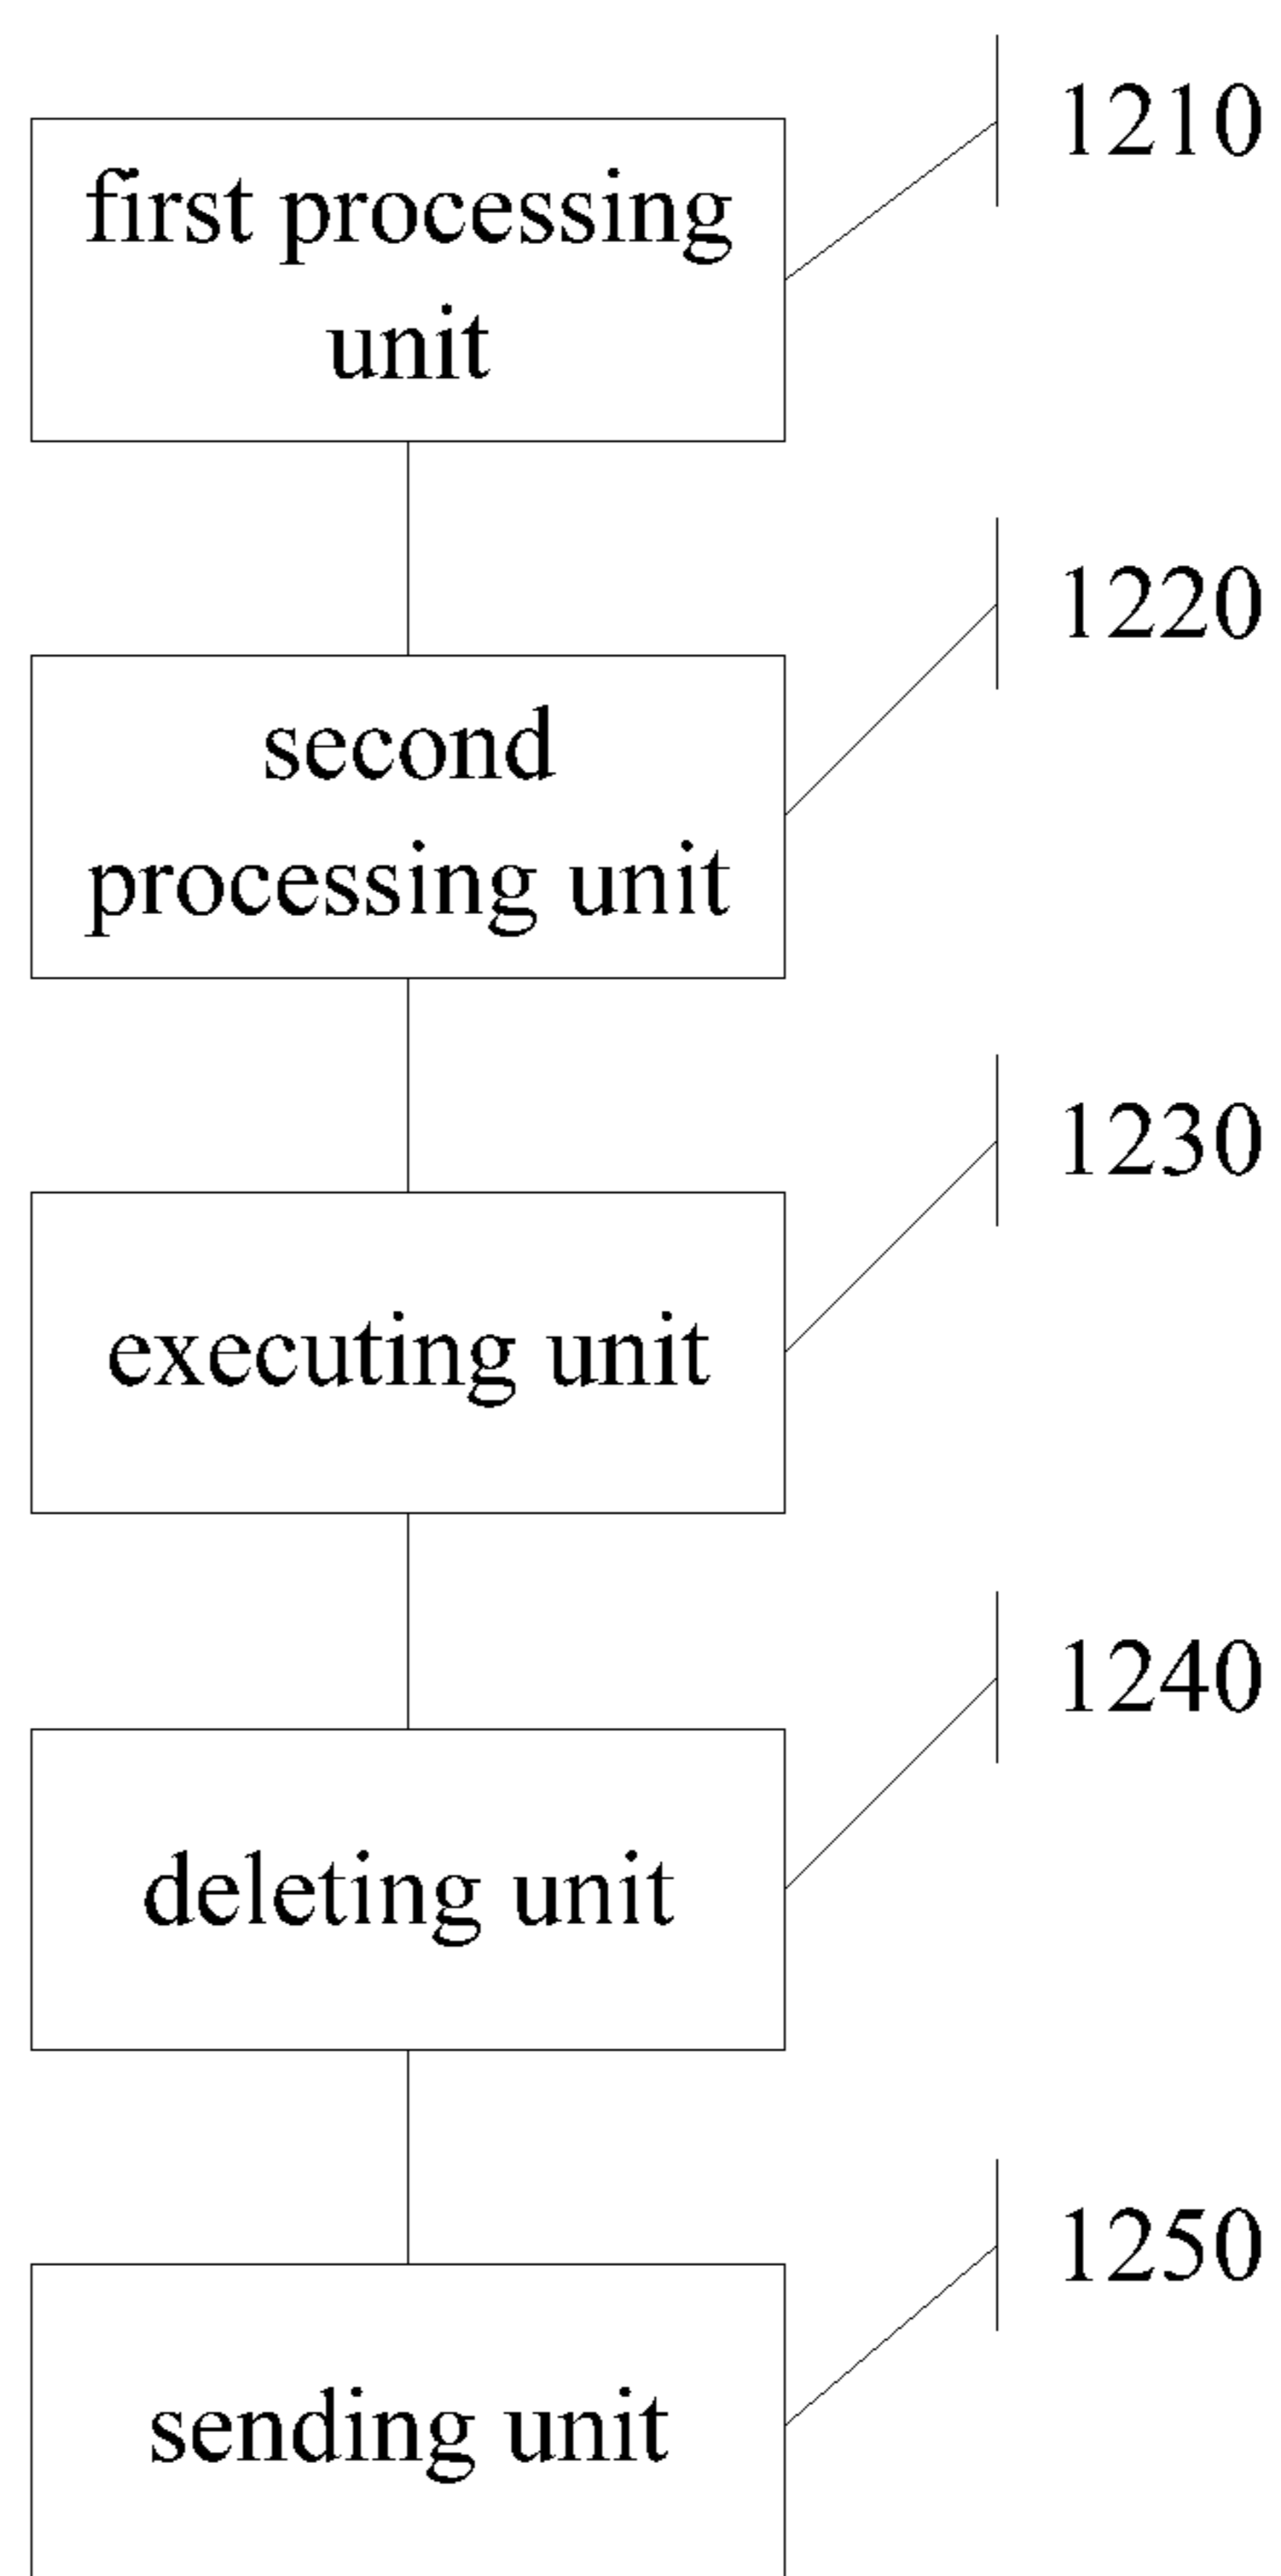 1210
first processing
unit
1220
second
processing unit
1230
executing unit
1240
deleting unit
1250
sending unit